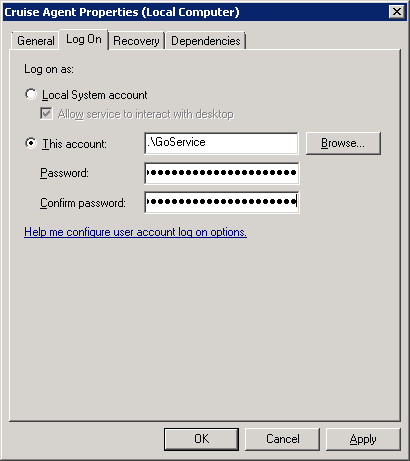 Cruise Agent Properties (Local Computer)
General Log On Recovery Dependencies
Log on as:
Local System account
Allow service to interact with desktop
This account: .\GoService Browse...
Password: ●●●●●●●●●●●●●●●●●●●●●●
Confirm password: ●●●●●●●●●●●●●●●●●●●●●●
Help me configure user account log on options.
OK Cancel Apply